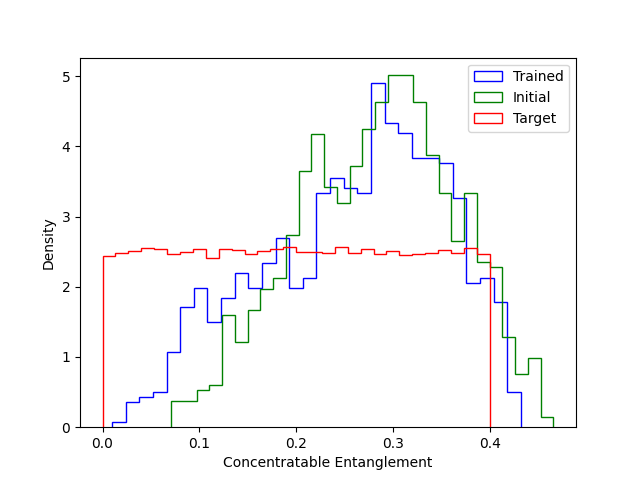 Trained
Initial
Target
5
4
3
2
1
0
Density
0.0 0.1 0.2 0.3 0.4
Concentratable Entanglement